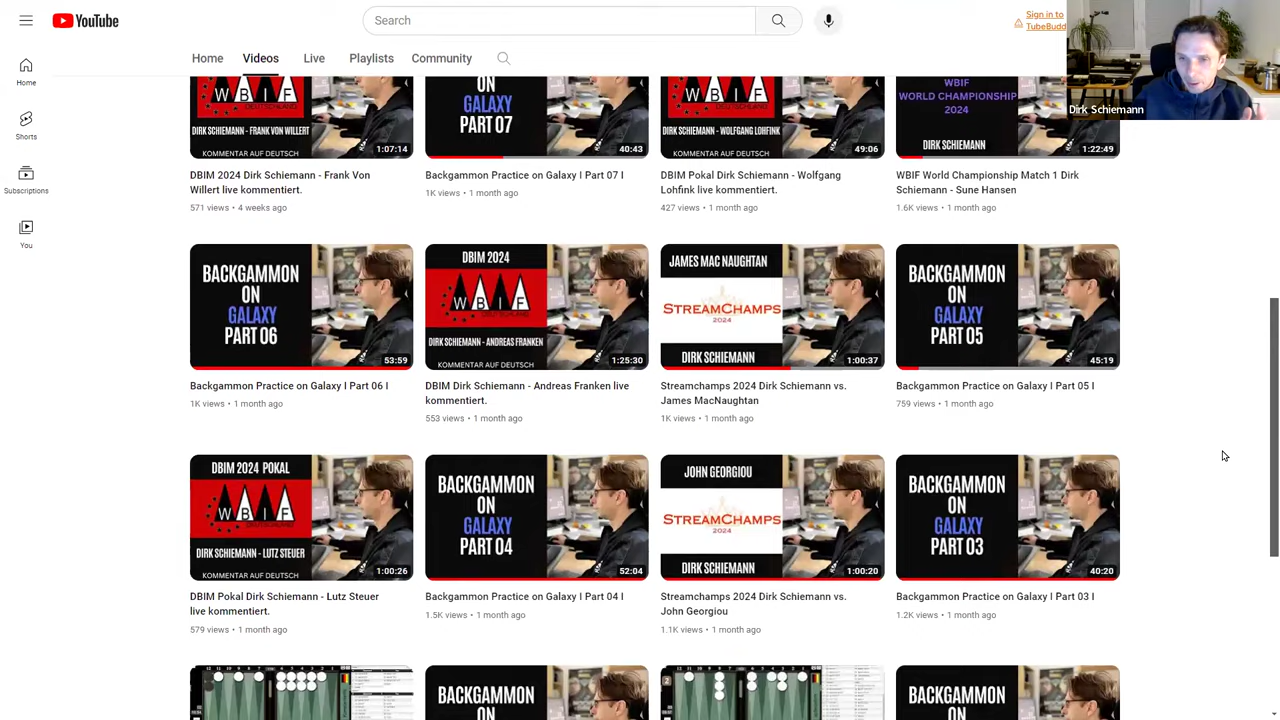 YouTube
Search
Sign in to
TubeBudd
Home
Videos
Live
Playlists
Community
Home
Shorts
Subscriptions
You
Dirk Schiemann
WBIF
DEUTSCHLAND
DIRK SCHIEMANN - FRANK VON WILLERT
KOMMENTAR AUF DEUTSCH
1:07:14
ON
GALAXY
PART 07
40:43
WBIF
DEUTSCHLAND
DIRK SCHIEMANN - WOLFGANG LOHFINK
KOMMENTAR AUF DEUTSCH
49:06
WBIF
WORLD CHAMPIONSHIP
2024
DIRK SCHIEMANN
1:22:49
DBIM 2024 Dirk Schiemann - Frank Von
Willert live kommentiert.
571 views • 4 weeks ago
Backgammon Practice on Galaxy I Part 07 I
1K views • 1 month ago
DBIM Pokal Dirk Schiemann - Wolfgang
Lohfink live kommentiert.
427 views • 1 month ago
WBIF World Championship Match 1 Dirk
Schiemann - Sune Hansen
1.6K views • 1 month ago
BACKGAMMON
ON
GALAXY
PART 06
53:59
DBIM 2024
WBIF
DEUTSCHLAND
DIRK SCHIEMANN - ANDREAS FRANKEN
KOMMENTAR AUF DEUTSCH
1:25:30
JAMES MAC NAUGHTAN
STREAMCHAMPS
2024
DIRK SCHIEMANN
1:00:37
BACKGAMMON
ON
GALAXY
PART 05
45:19
Backgammon Practice on Galaxy I Part 06 I
1K views • 1 month ago
DBIM Dirk Schiemann - Andreas Franken live
kommentiert.
553 views • 1 month ago
Streamchamps 2024 Dirk Schiemann vs.
James MacNaughtan
1K views • 1 month ago
Backgammon Practice on Galaxy I Part 05 I
759 views • 1 month ago
DBIM 2024 POKAL
WBIF
DEUTSCHLAND
DIRK SCHIEMANN - LUTZ STEUER
KOMMENTAR AUF DEUTSCH
1:00:26
BACKGAMMON
ON
GALAXY
PART 04
52:04
JOHN GEORGIOU
STREAMCHAMPS
2024
DIRK SCHIEMANN
1:00:20
BACKGAMMON
ON
GALAXY
PART 03
40:20
DBIM Pokal Dirk Schiemann - Lutz Steuer
live kommentiert.
579 views • 1 month ago
Backgammon Practice on Galaxy I Part 04 I
1.5K views • 1 month ago
Streamchamps 2024 Dirk Schiemann vs.
John Georgiou
1.1K views • 1 month ago
Backgammon Practice on Galaxy I Part 03 I
1.2K views • 1 month ago
BACKGAMMON
BACKGAMMON